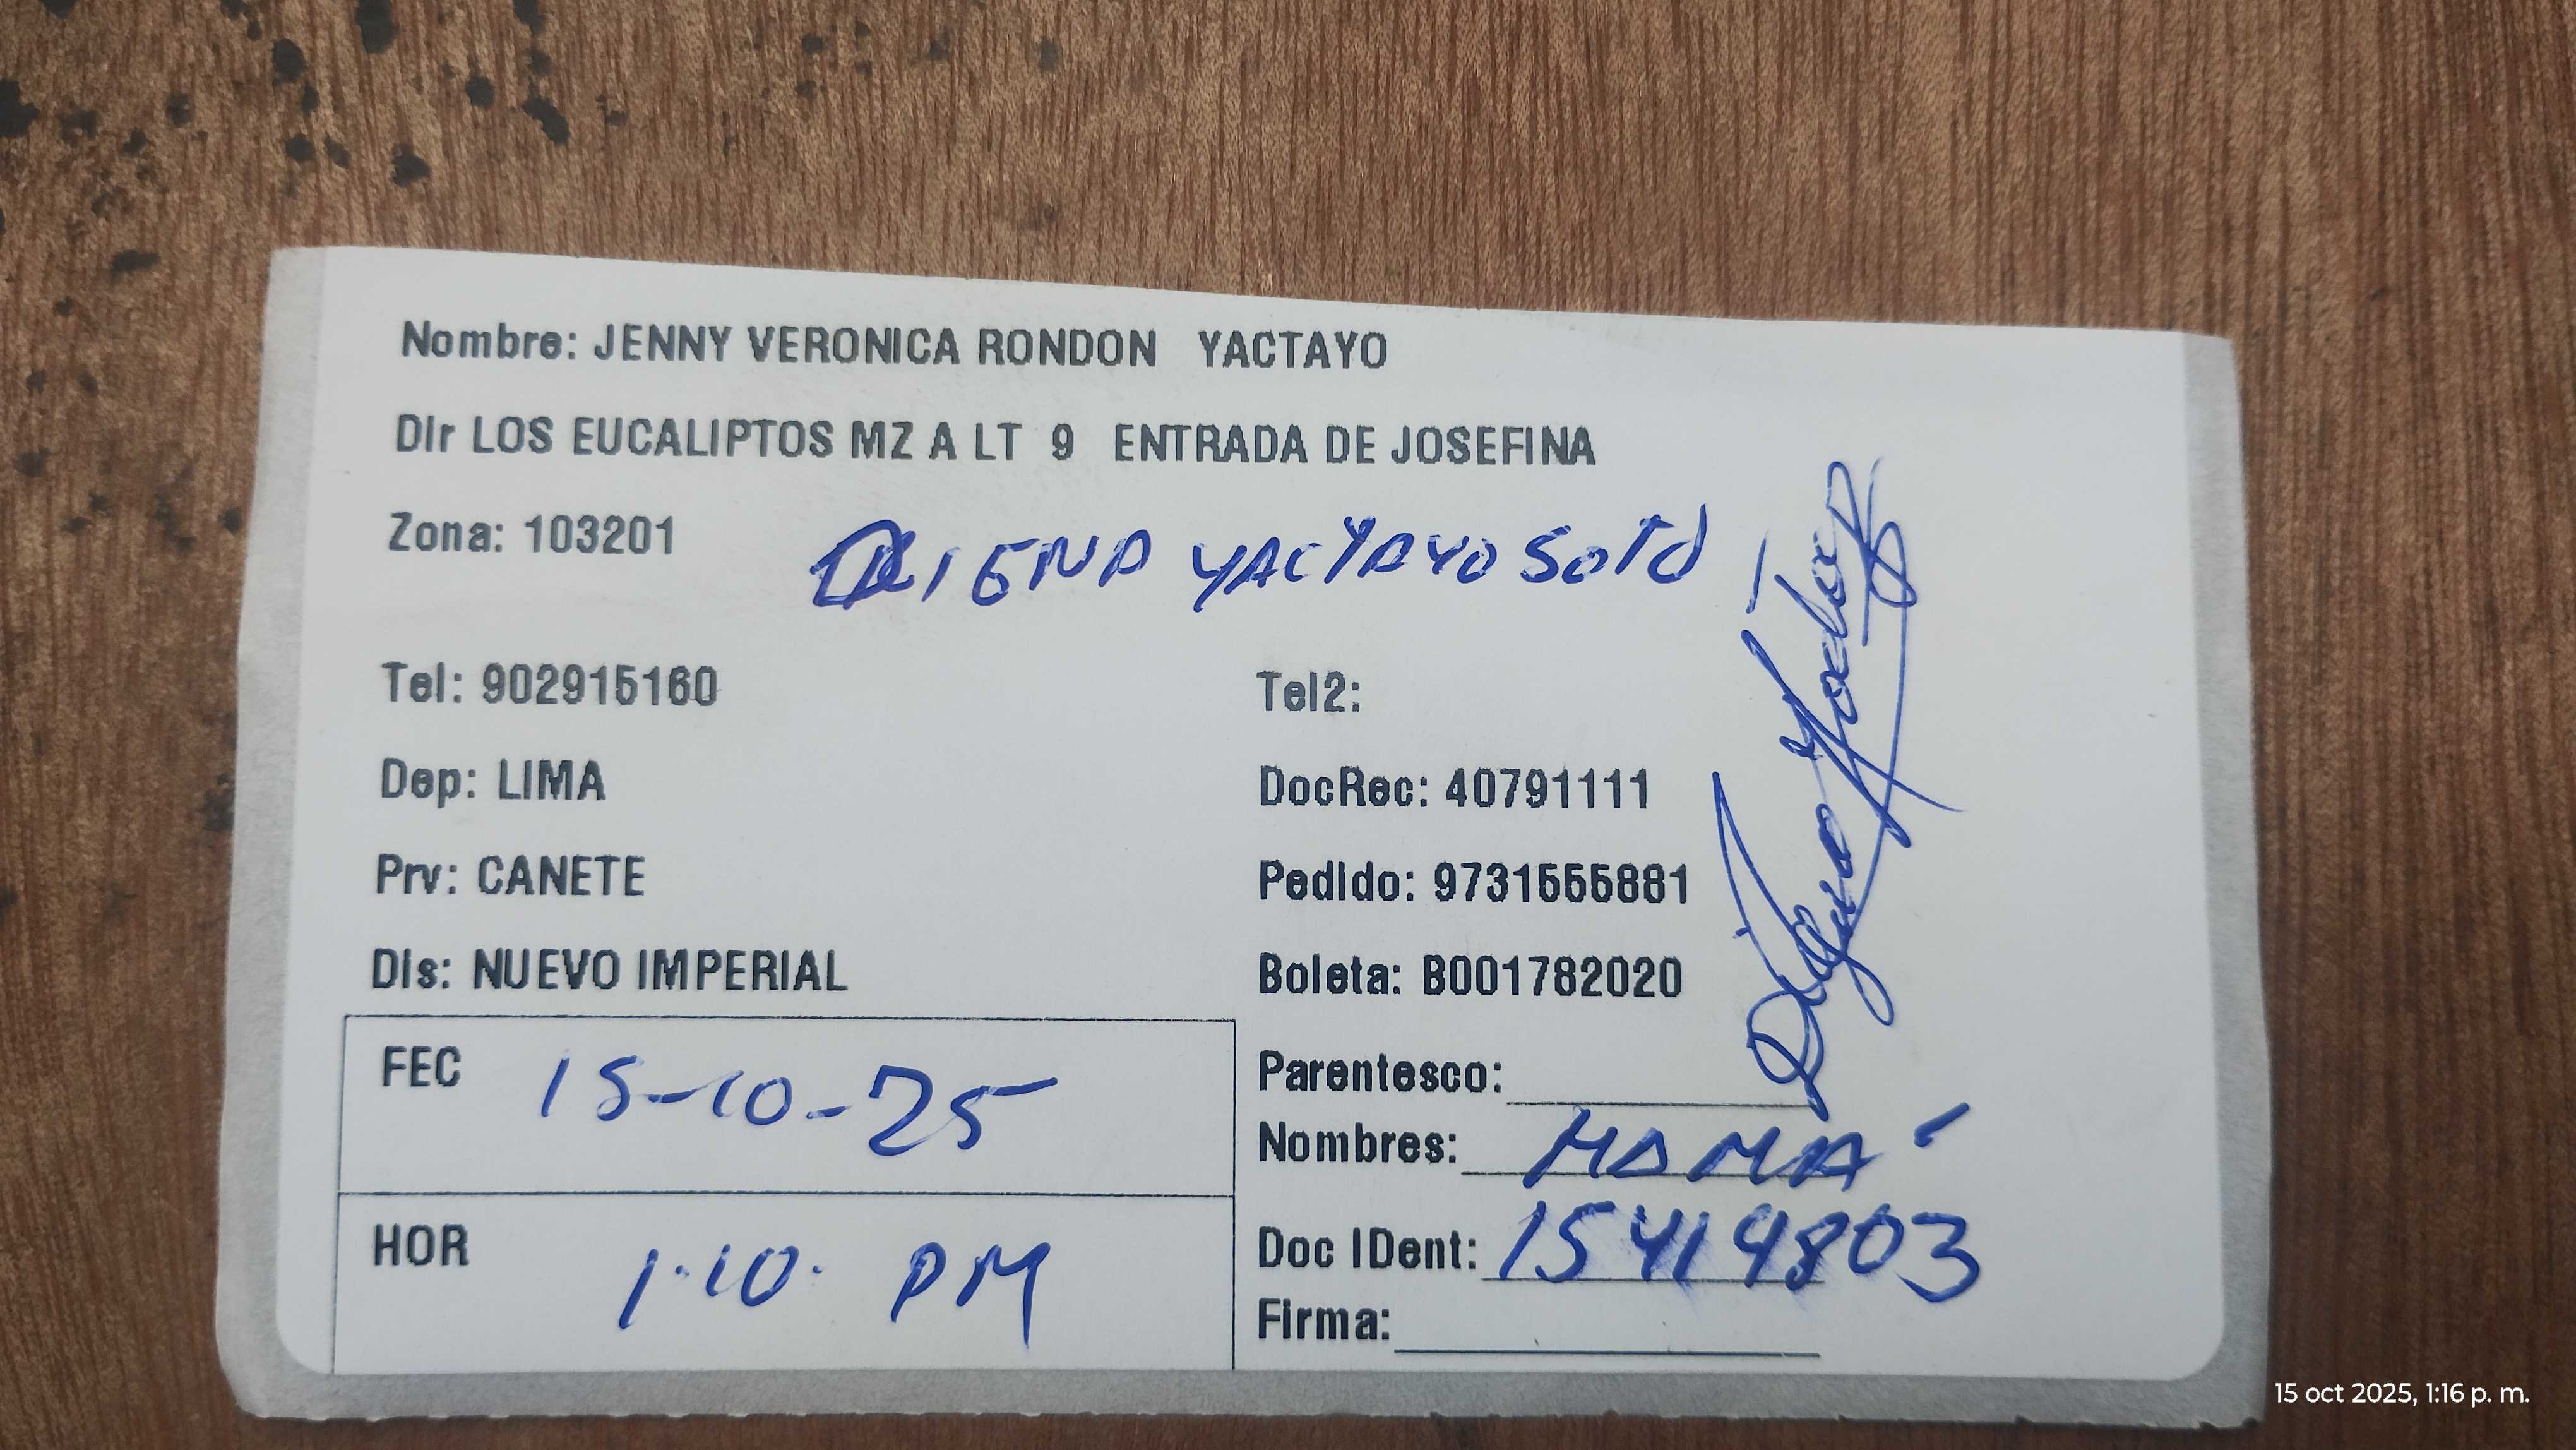 Nombre: JENNY VERONICA RONDON YACTAYO
Dir LOS EUCALIPTOS MZ A LT 9 ENTRADA DE JOSEFINA
Zona: 103201
YACTAYO SOTO
Tel: 902915160
Tel2:
Dep: LIMA
DocRec: 40791111
Prv: CANETE
Pedido: 9731555881
Dis: NUEVO IMPERIAL
Boleta: B001782020
FEC 15-10-25
Parentesco:
Nombres: MAMÁ
HOR 1.10. PM
Doc IDent: 15419803
Firma:
15 oct 2025, 1:16 p. m.